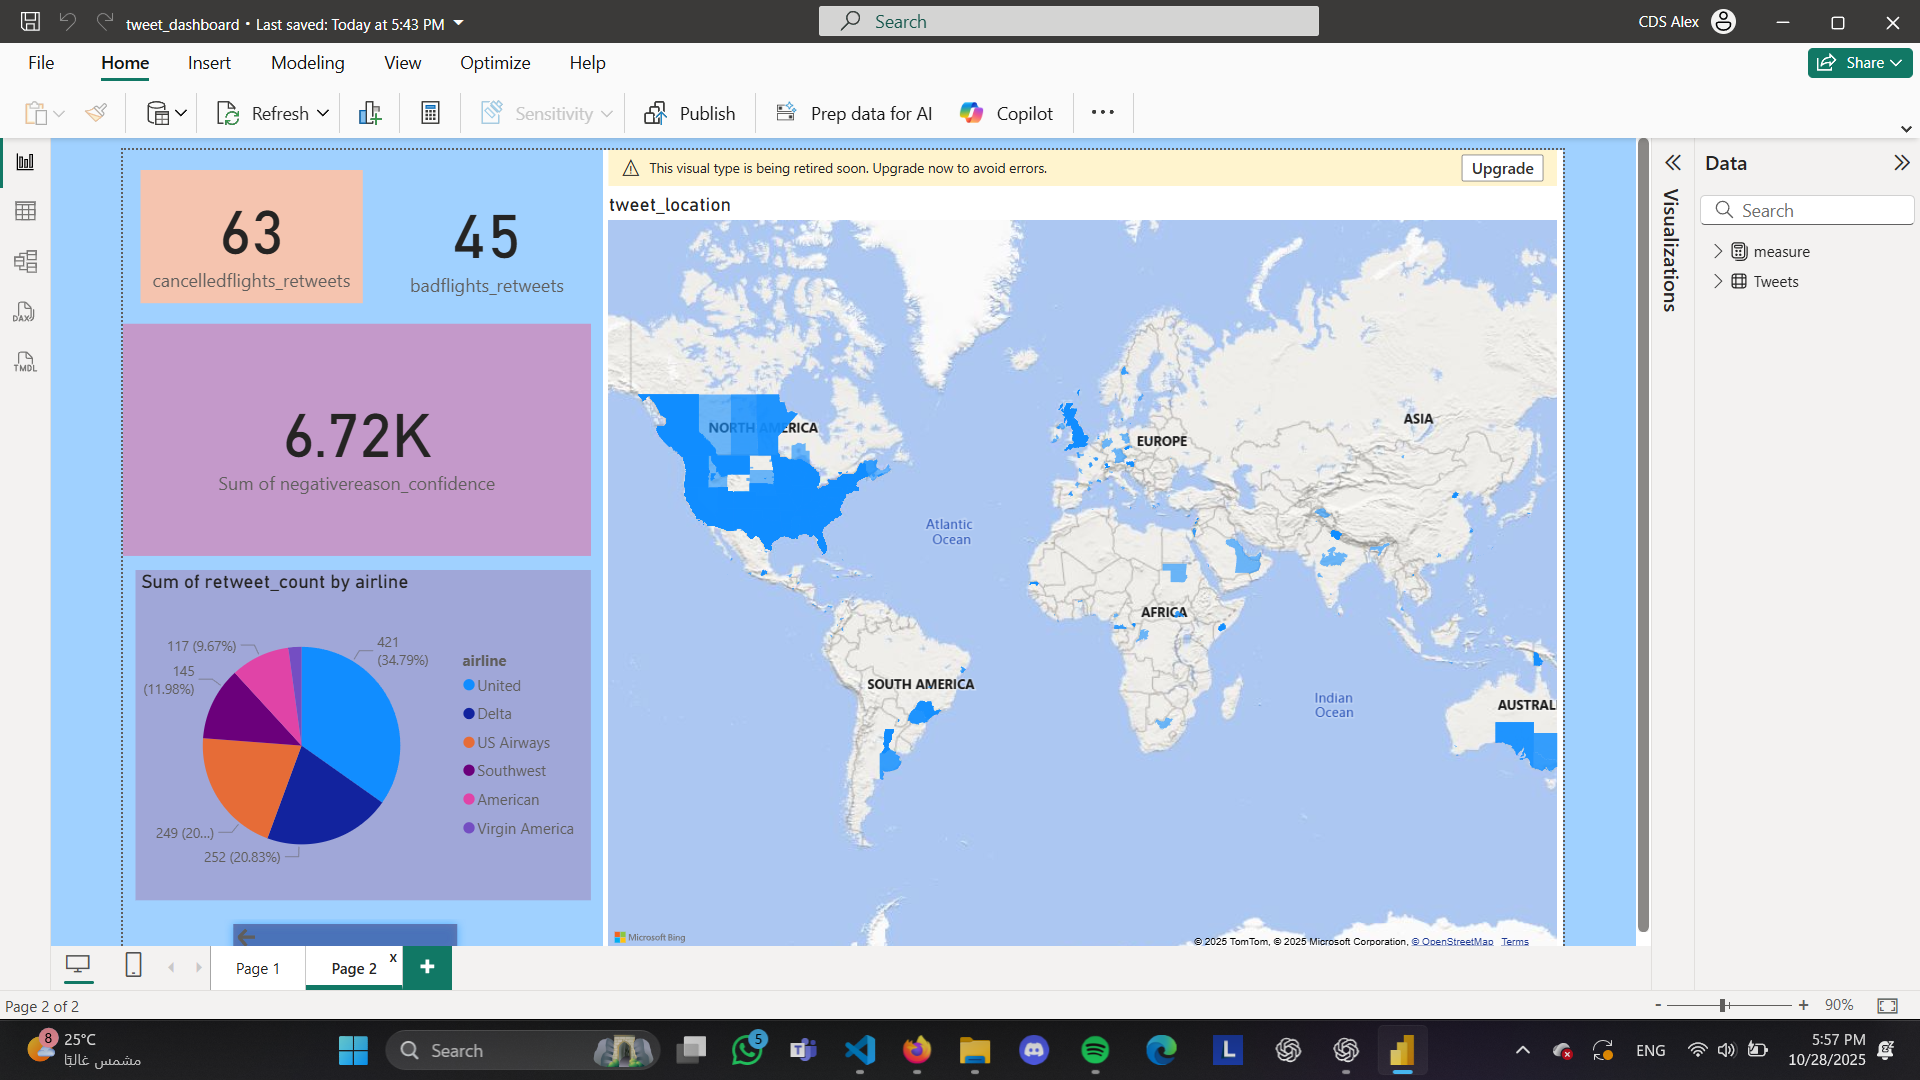 tweet_dashboard • Last saved: Today at 5:43 PM
Search
CDS Alex
File Home Insert Modeling View Optimize Help
Share
Refresh
Sensitivity
Publish
Prep data for AI
Copilot
63
cancelledflights_retweets
45
badflights_retweets
6.72K
Sum of negativereason_confidence
Sum of retweet_count by airline
117 (9.67%)
421
(34.79%)
145
(11.98%)
249 (20...)
252 (20.83%)
airline
United
Delta
US Airways
Southwest
American
Virgin America
This visual type is being retired soon. Upgrade now to avoid errors.
Upgrade
tweet_location
NORTH AMERICA
EUROPE
ASIA
Atlantic
Ocean
AFRICA
SOUTH AMERICA
Indian
Ocean
AUSTRAL
Microsoft Bing
© 2025 TomTom, © 2025 Microsoft Corporation, © OpenStreetMap Terms
Visualizations
Data
Search
measure
Tweets
DAX
TMDL
Page 1
Page 2
x
+
Page 2 of 2
- + 90%
8
25°C
مشمس غالبًا
Search
5
L
ENG
5:57 PM
10/28/2025